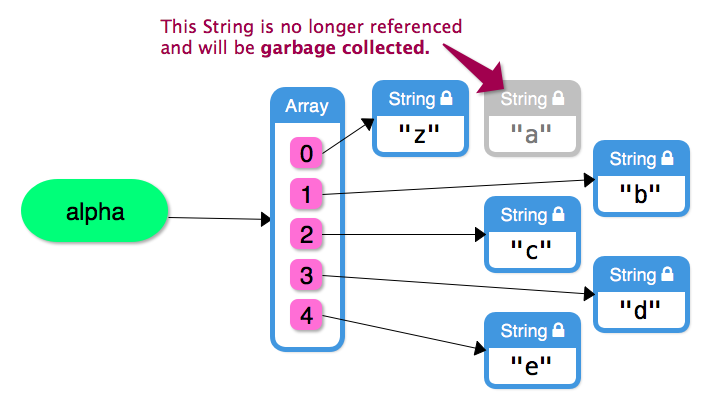 This String is no longer referenced
and will be garbage collected.
Array
String
"z"
String
"a"
String
"b"
String
"c"
String
"d"
String
"e"
alpha
0
1
2
3
4